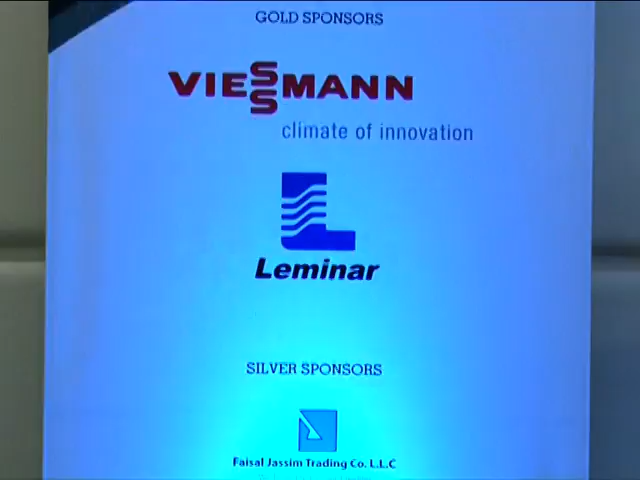 GOLD SPONSORS
VIESSMANN
climate of innovation
Leminar
SILVER SPONSORS
Faisal Jassim Trading Co. L.L.C